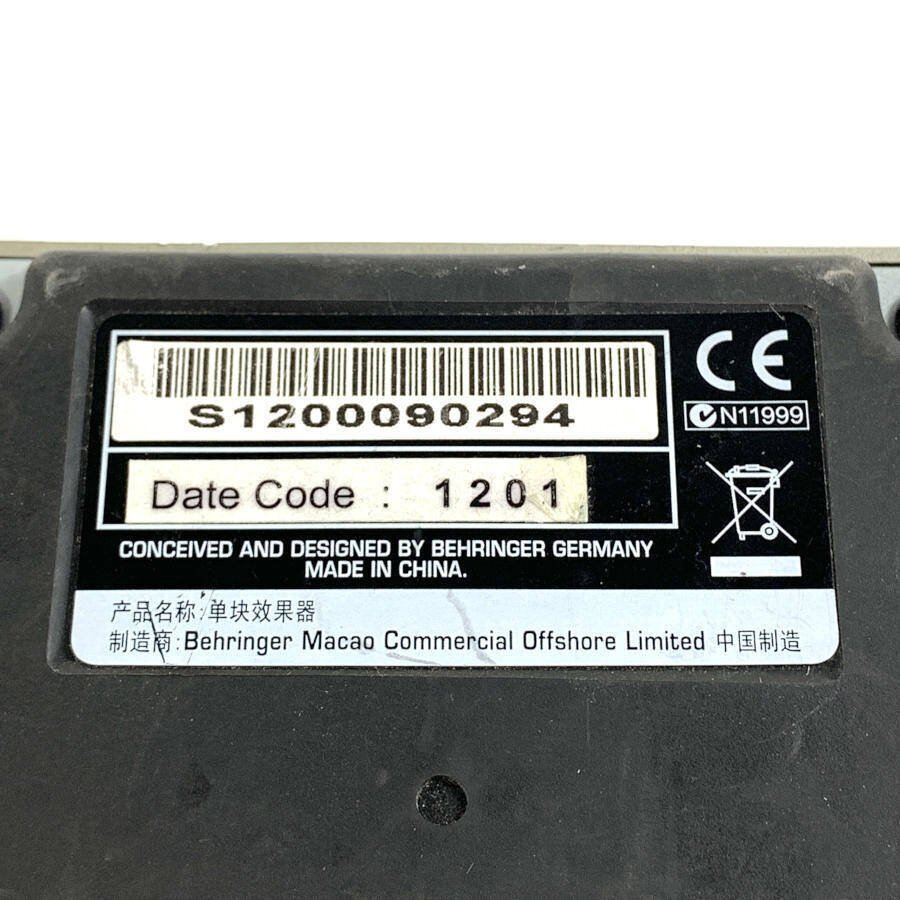 S1200090294
CE
N11999
Date Code : 1201
CONCEIVED AND DESIGNED BY BEHRINGER GERMANY
MADE IN CHINA.
产品名称:单块效果器
制造商:Behringer Macao Commercial Offshore Limited 中国制造